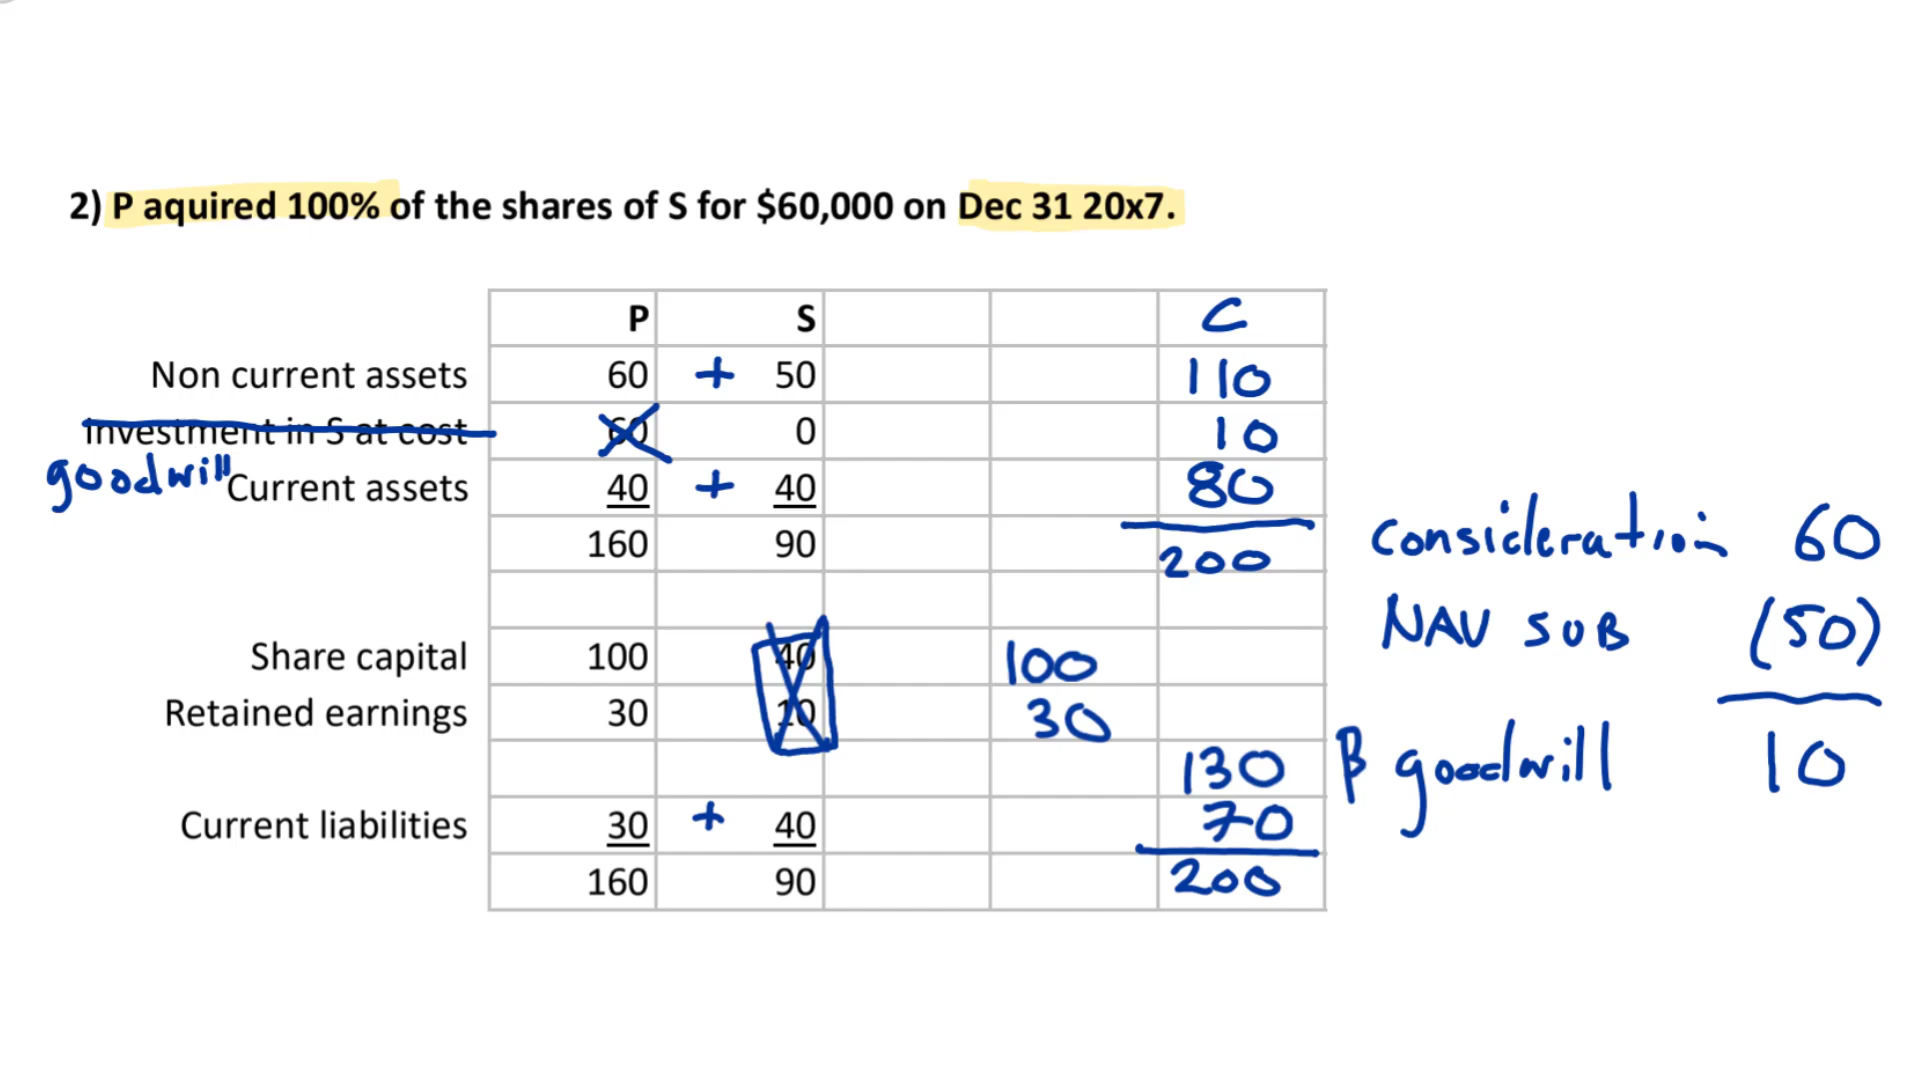 2) P aquired 100% of the shares of S for $60,000 on Dec 31 20x7.
P S C
Non current assets 60 + 50 110
Investment in S at cost 60 0 10
goodwill
Current assets 40 + 40 80
160 90 200
consideration 60
Share capital 100 40 100
NAV SUB (50)
Retained earnings 30 10 30
130
β goodwill 10
Current liabilities 30 + 40 70
160 90 200